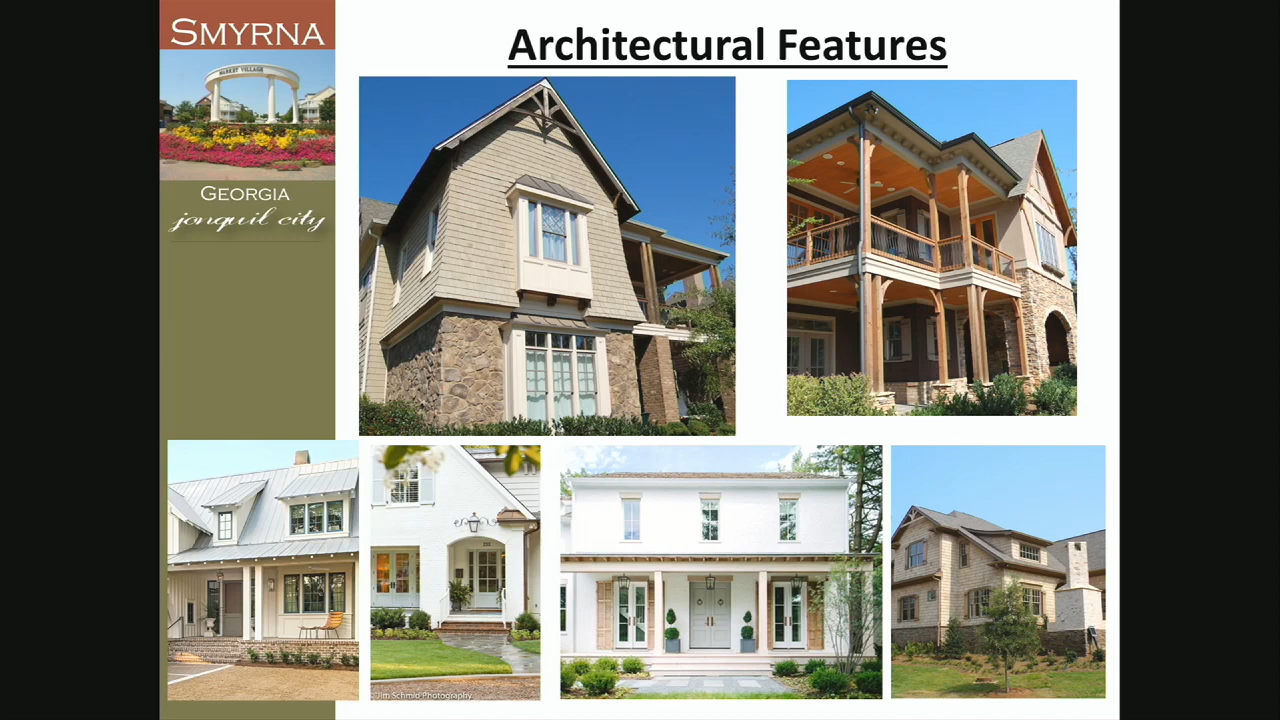 SMYRNA
MARKET VILLAGE
GEORGIA
jonquil city
Architectural Features
©Jim Schmid Photography